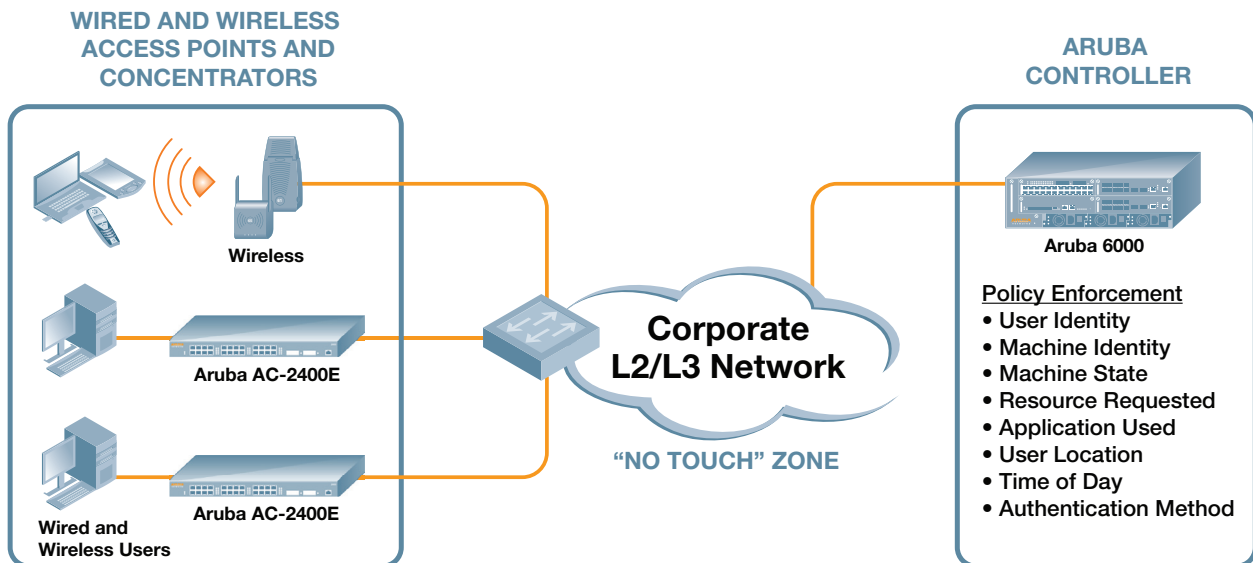 WIRED AND WIRELESS
ACCESS POINTS AND
CONCENTRATORS
Wireless
Aruba AC-2400E
Aruba AC-2400E
Wired and
Wireless Users
Corporate
L2/L3 Network
“NO TOUCH” ZONE
ARUBA
CONTROLLER
Aruba 6000
Policy Enforcement
• User Identity
• Machine Identity
• Machine State
• Resource Requested
• Application Used
• User Location
• Time of Day
• Authentication Method